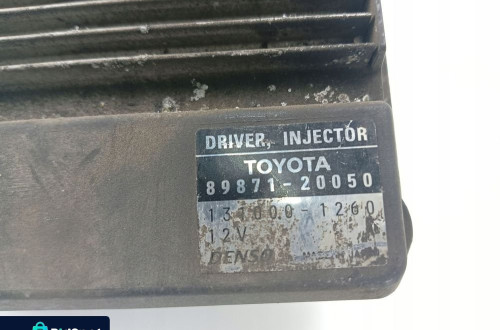 DRIVER, INJECTOR
TOYOTA
89871-20050
131000-1260
12V
DENSO